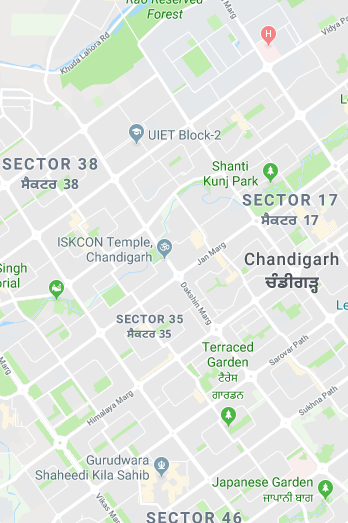 Rao Reserved
Forest
Marg
Vidya Pa
Khuda Lahora Rd
UIET Block-2
SECTOR 38
ਸੈਕਟਰ 38
Shanti
Kunj Park
SECTOR 17
ਸੈਕਟਰ 17
ISKCON Temple,
Chandigarh
Jan Marg
Chandigarh
ਚੰਡੀਗੜ੍ਹ
Singh
orial
Dakshin Marg
Le
SECTOR 35
ਸੈਕਟਰ 35
Terraced
Garden
ਟੈਰੇਸ
ਗਾਰਡਨ
Sarovar Path
Himalaya Marg
Sukhna Path
Gurudwara
Shaheedi Kila Sahib
Japanese Garden
ਜਾਪਾਨੀ ਬਾਗ
Vikas Marg
SECTOR 46